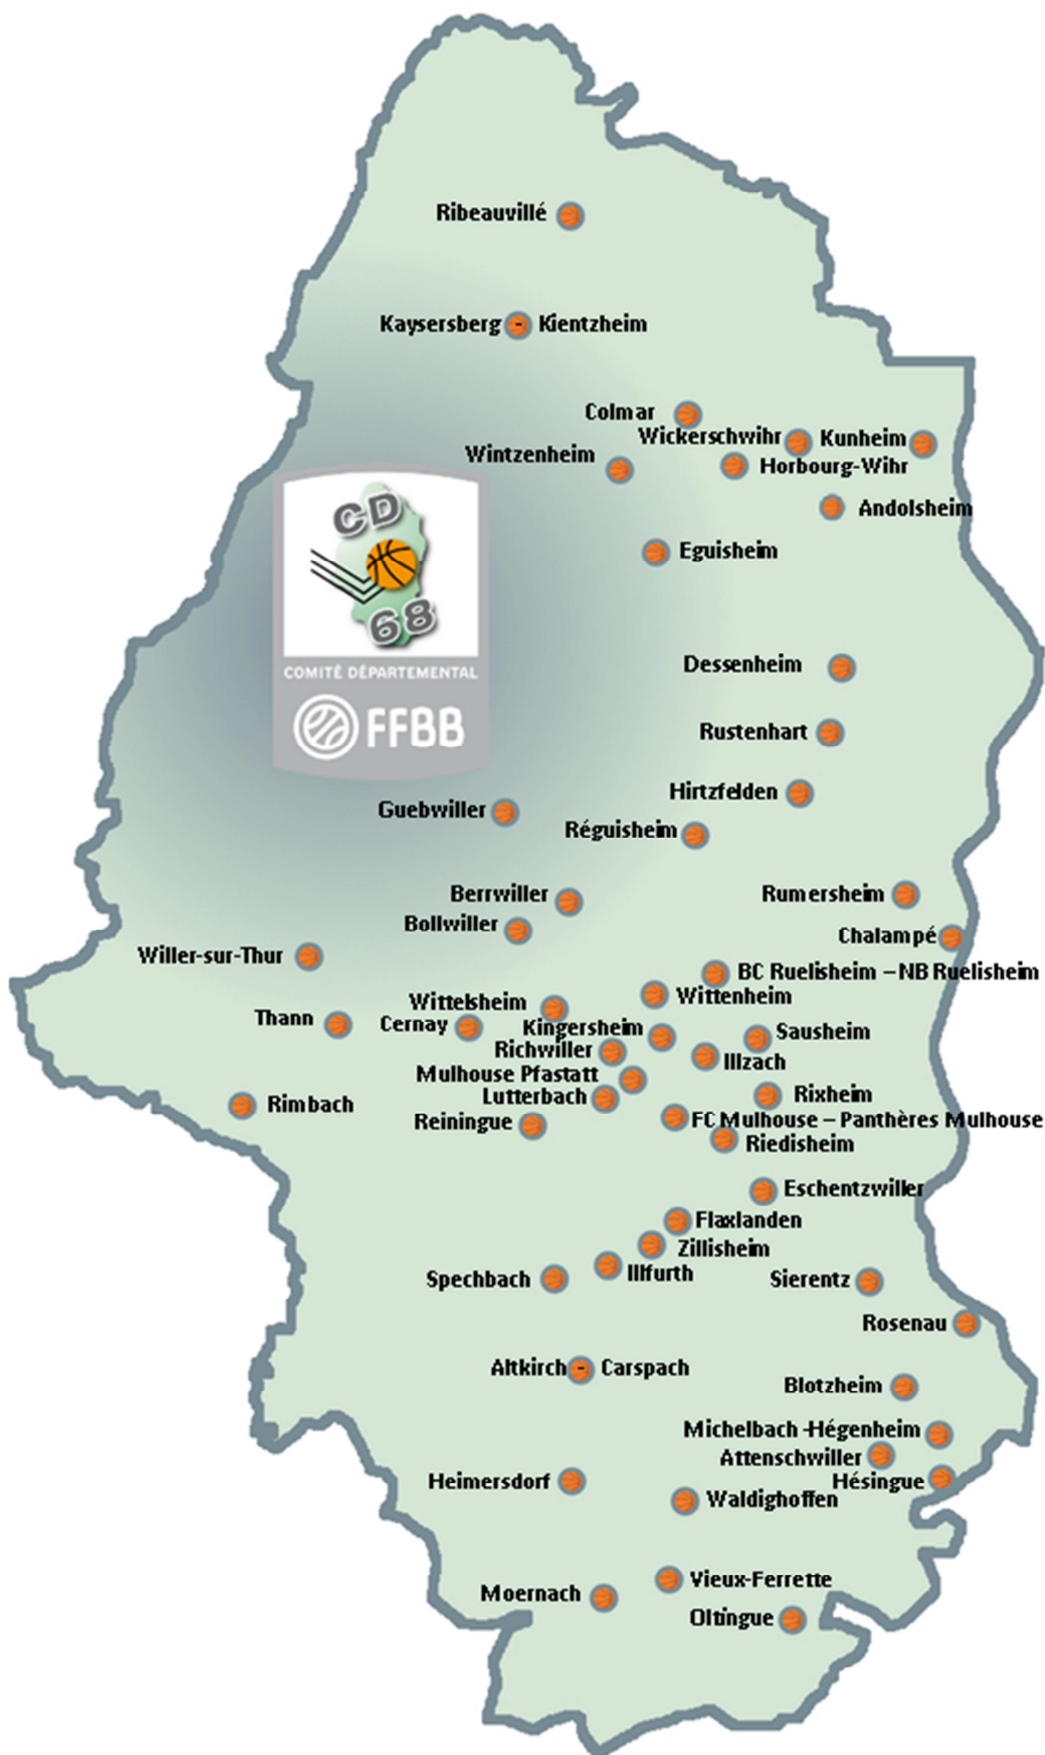 Ribeauvillé
Kaysersberg - Kientzheim
Colmar
Wickerschwihr
Kunheim
Wintzenheim
Horbourg-Wihr
CD
68
COMITÉ DÉPARTEMENTAL
FFBB
Andolsheim
Eguisheim
Dessenheim
Rustenhart
Hirtzfelden
Guebwiller
Réguisheim
Berrwiller
Rumersheim
Bollwiller
Chalampé
Willer-sur-Thur
BC Ruelisheim – NB Ruelisheim
Wittenheim
Wittelsheim
Thann
Cernay
Kingersheim
Sausheim
Richwiller
Illzach
Mulhouse Pfastatt
Lutterbach
Rixheim
Rimbach
Reiningue
FC Mulhouse – Panthères Mulhouse
Riedisheim
Eschentzwiller
Flaxlanden
Zillisheim
Illfurth
Spechbach
Sierentz
Rosenau
Altkirch - Carspach
Blotzheim
Michelbach -Hégenheim
Attenschwiller
Hésingue
Heimersdorf
Waldighoffen
Vieux-Ferrette
Moernach
Oltingue